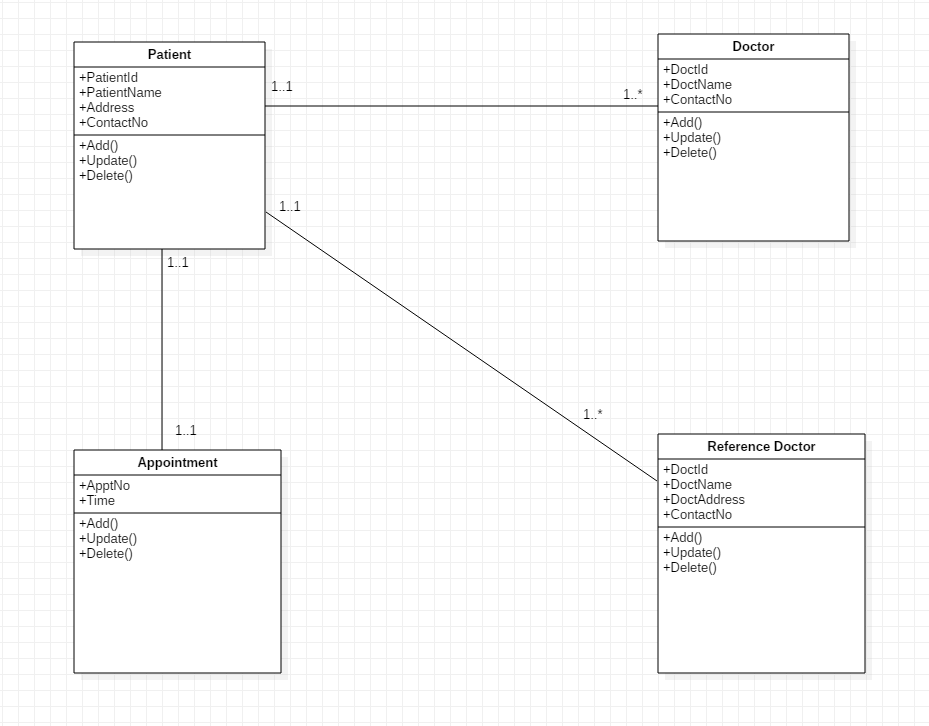 Patient
+PatientId
+PatientName
+Address
+ContactNo
+Add()
+Update()
+Delete()
1..1
1..*
Doctor
+DoctId
+DoctName
+ContactNo
+Add()
+Update()
+Delete()
1..1
1..*
1..1
1..1
Appointment
+ApptNo
+Time
+Add()
+Update()
+Delete()
Reference Doctor
+DoctId
+DoctName
+DoctAddress
+ContactNo
+Add()
+Update()
+Delete()